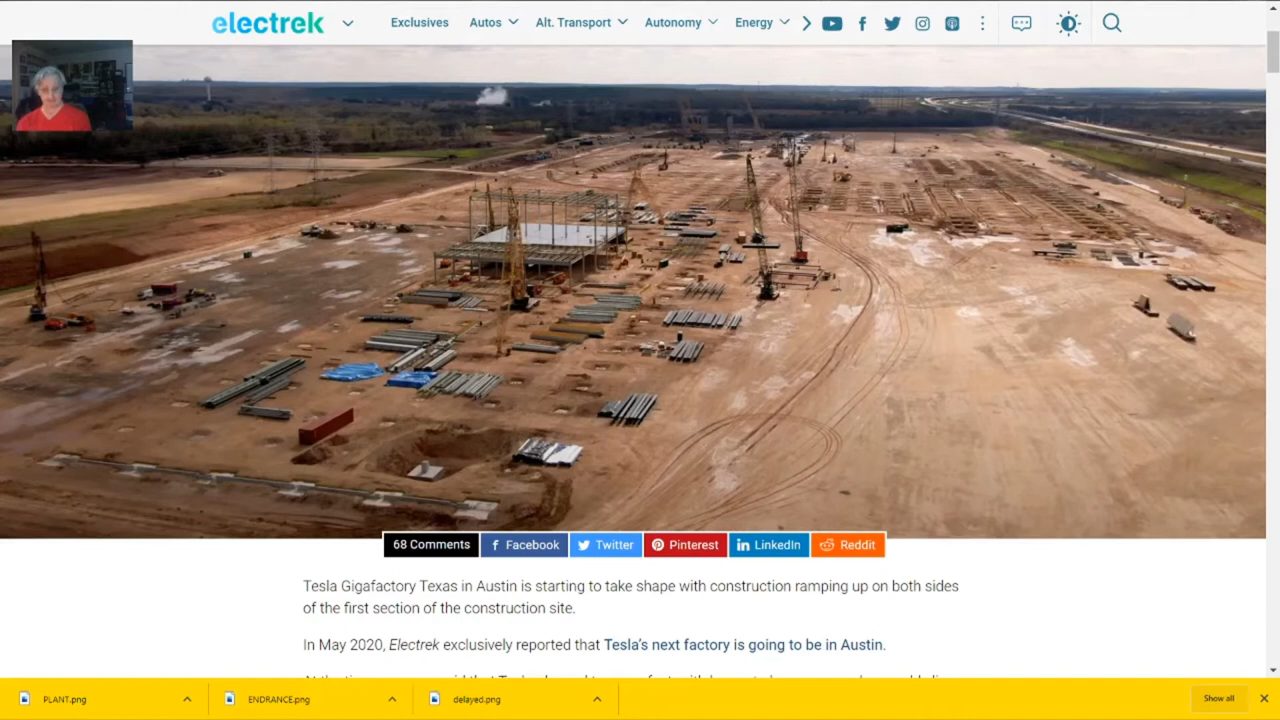 electrek
Exclusives Autos Alt. Transport Autonomy Energy
68 Comments Facebook Twitter Pinterest LinkedIn Reddit
Tesla Gigafactory Texas in Austin is starting to take shape with construction ramping up on both sides
of the first section of the construction site.
In May 2020, Electrek exclusively reported that Tesla's next factory is going to be in Austin.
PLANT.png ENDRANCE.png delayed.png Show all